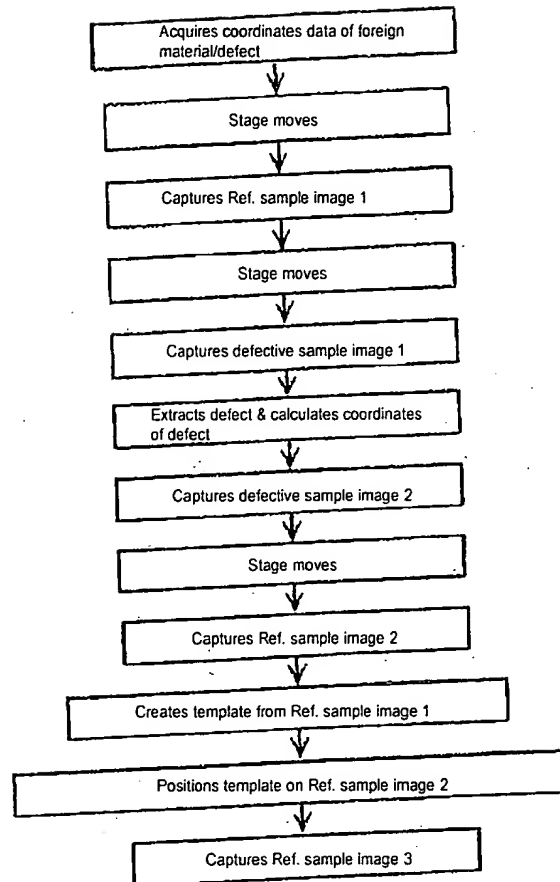 Acquires coordinates data of foreign
material/defect
Stage moves
Captures Ref. sample image 1
Stage moves
Captures defective sample image 1
Extracts defect & calculates coordinates
of defect
Captures defective sample image 2
Stage moves
Captures Ref. sample image 2
Creates template from Ref. sample image 1
Positions template on Ref. sample image 2
Captures Ref. sample image 3